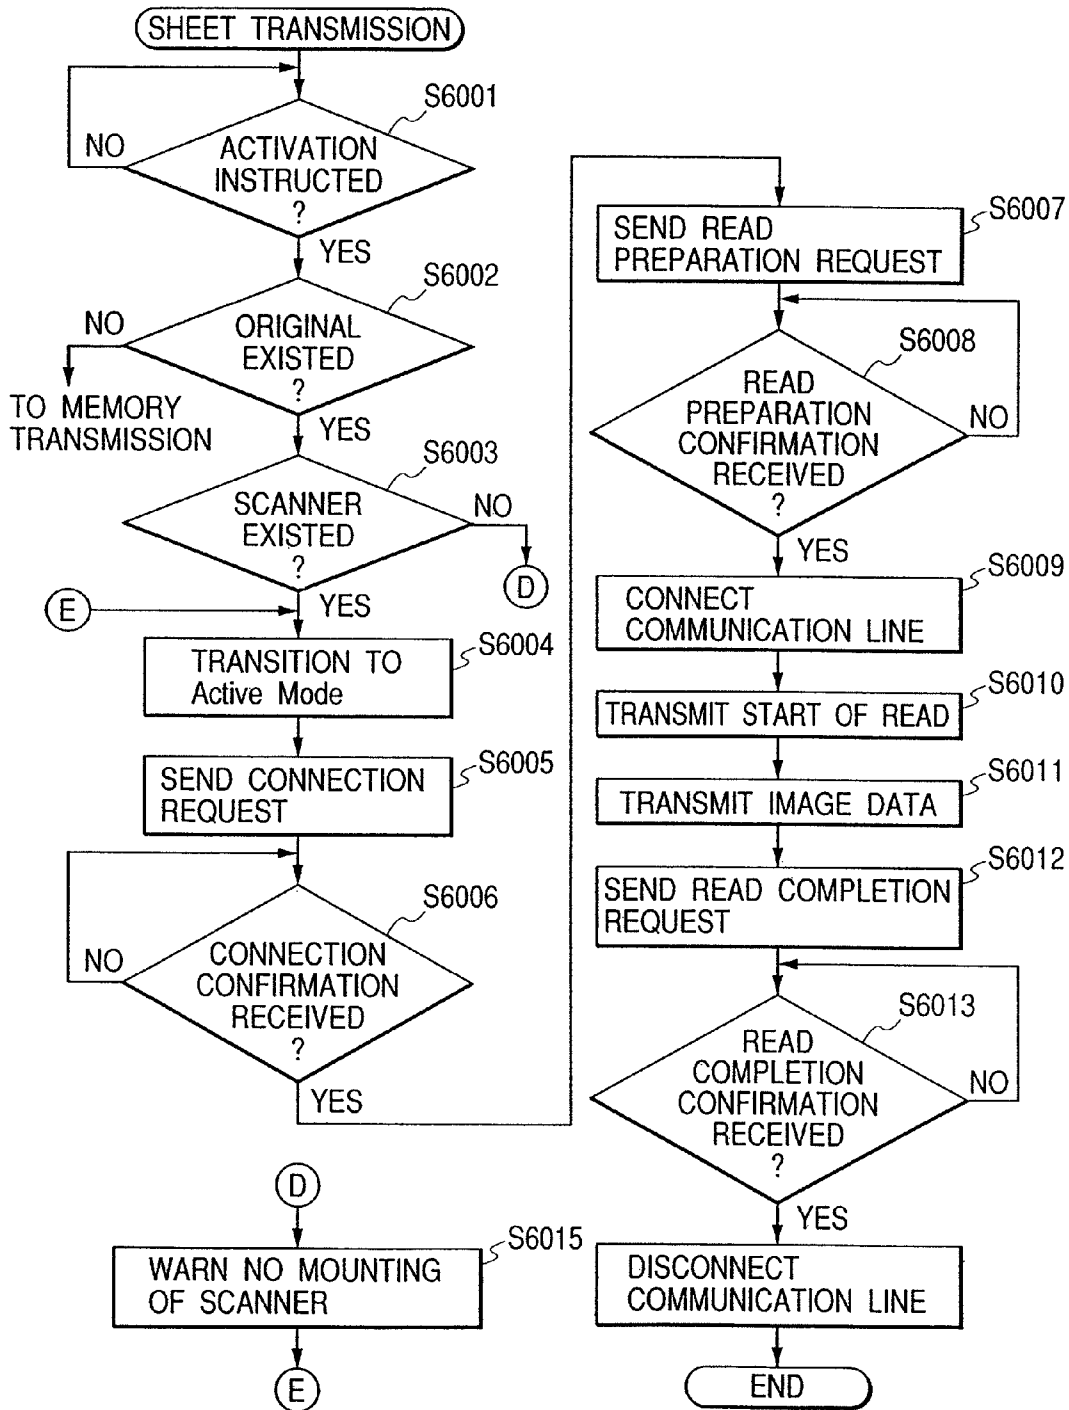 SHEET TRANSMISSION
S6001
NO
ACTIVATION
INSTRUCTED
?
YES
S6002
NO
ORIGINAL
EXISTED
?
TO MEMORY
TRANSMISSION
YES
S6003
SCANNER
EXISTED
?
NO
D
E
YES
S6004
TRANSITION TO
Active Mode
S6005
SEND CONNECTION
REQUEST
S6006
NO
CONNECTION
CONFIRMATION
RECEIVED
?
YES
D
S6015
WARN NO MOUNTING
OF SCANNER
E
S6007
SEND READ
PREPARATION REQUEST
S6008
READ
PREPARATION
CONFIRMATION
RECEIVED
?
NO
YES
S6009
CONNECT
COMMUNICATION LINE
S6010
TRANSMIT START OF READ
S6011
TRANSMIT IMAGE DATA
S6012
SEND READ COMPLETION
REQUEST
S6013
READ
COMPLETION
CONFIRMATION
RECEIVED
?
NO
YES
DISCONNECT
COMMUNICATION LINE
END